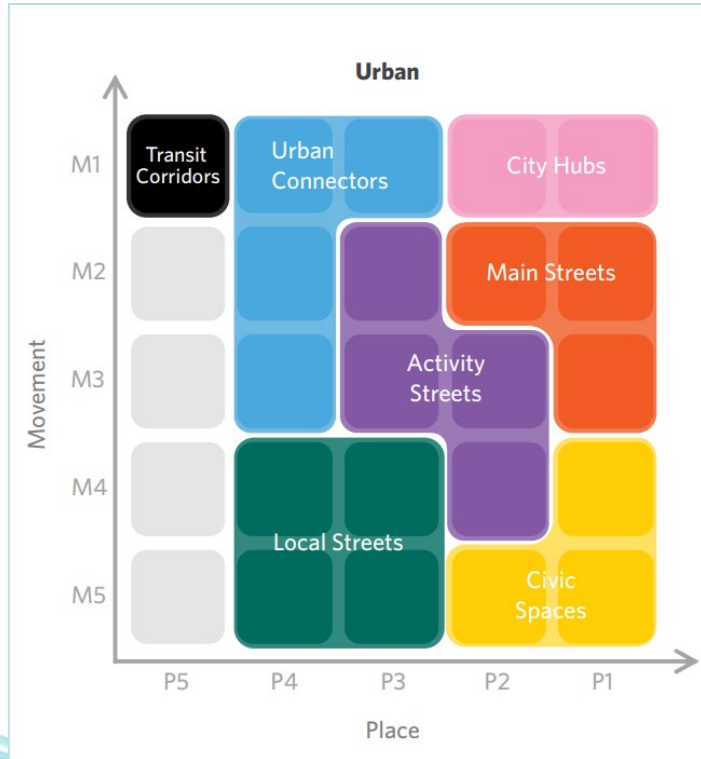 Urban
M1
Transit
Corridors
Urban
Connectors
City Hubs
M2
Main Streets
M3
Activity
Streets
M4
Local Streets
M5
Civic
Spaces
Movement
P5
P4
P3
P2
P1
Place